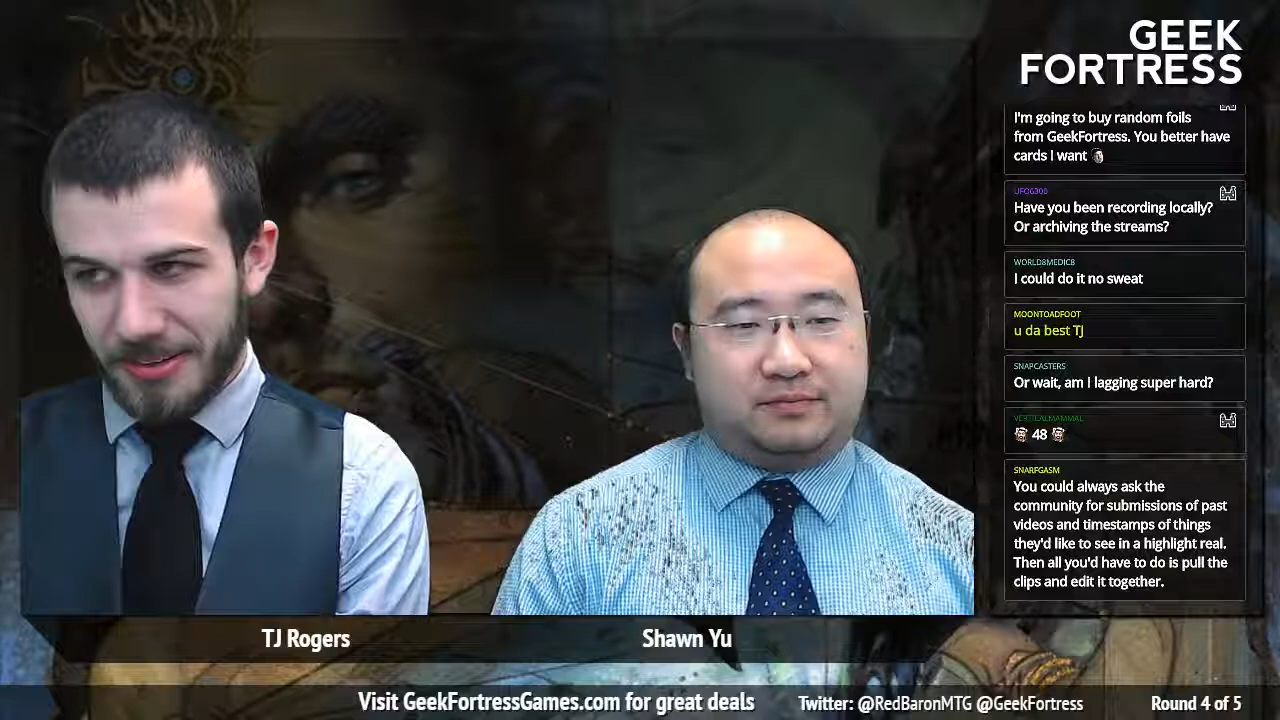 GEEK
FORTRESS
I'm going to buy random foils
from GeekFortress. You better have
cards I want
UFOG300
Have you been recording locally?
Or archiving the streams?
WORLD8MEDIC8
I could do it no sweat
MOONTOADFOOT
u da best TJ
SNAPCASTERS
Or wait, am I lagging super hard?
VERTICALMAMMAL
48
SNARFGASM
You could always ask the
community for submissions of past
videos and timestamps of things
they'd like to see in a highlight real.
Then all you'd have to do is pull the
clips and edit it together.
TJ Rogers
Shawn Yu
Visit GeekFortressGames.com for great deals
Twitter: @RedBaronMTG @GeekFortress
Round 4 of 5